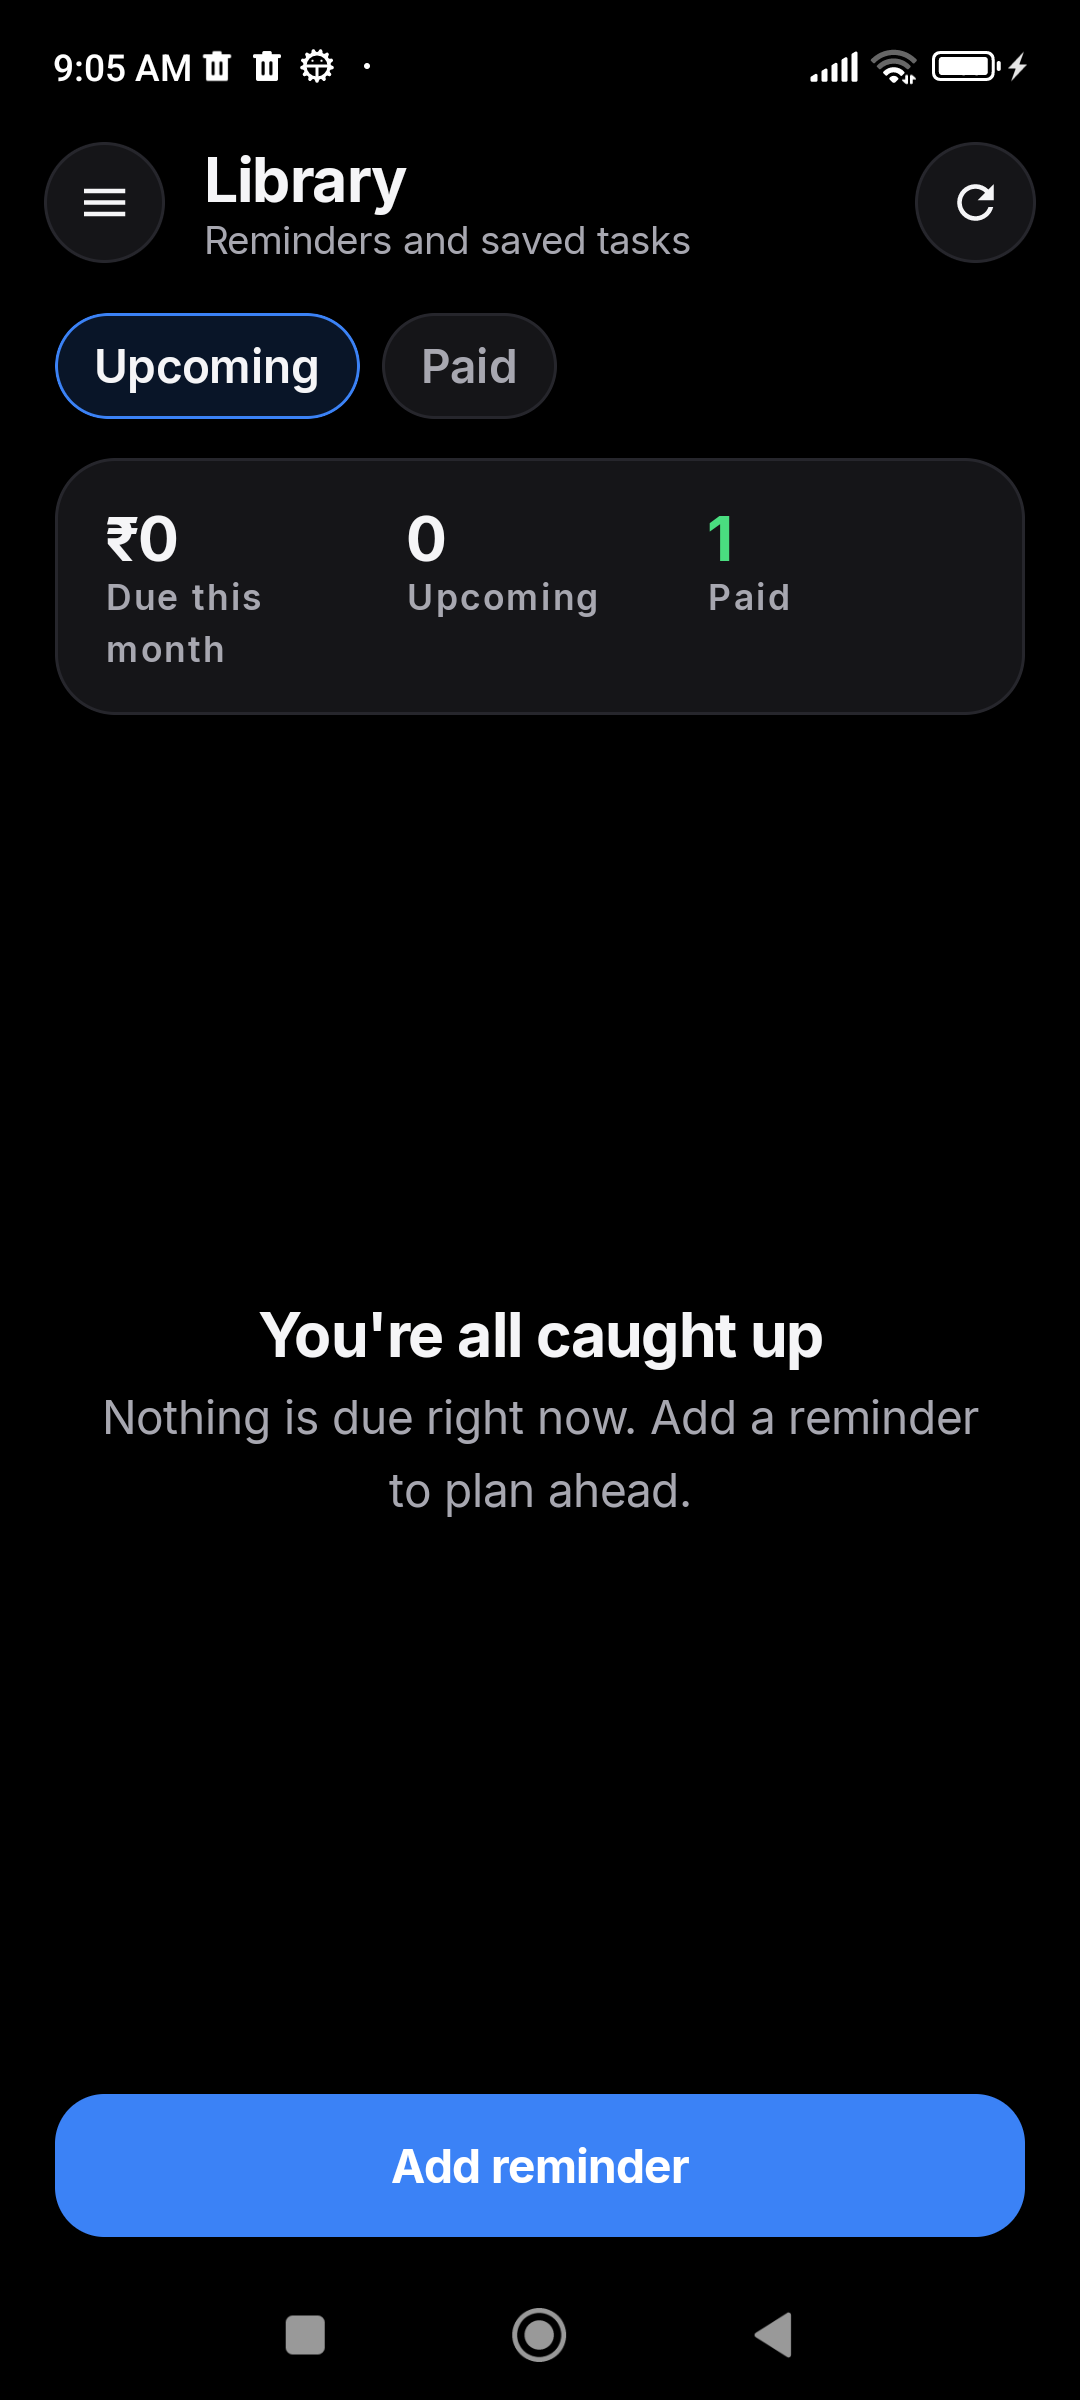 9:05 AM
Library
Reminders and saved tasks
Upcoming
Paid
₹0
Due this
month
0
Upcoming
1
Paid
You're all caught up
Nothing is due right now. Add a reminder
to plan ahead.
Add reminder